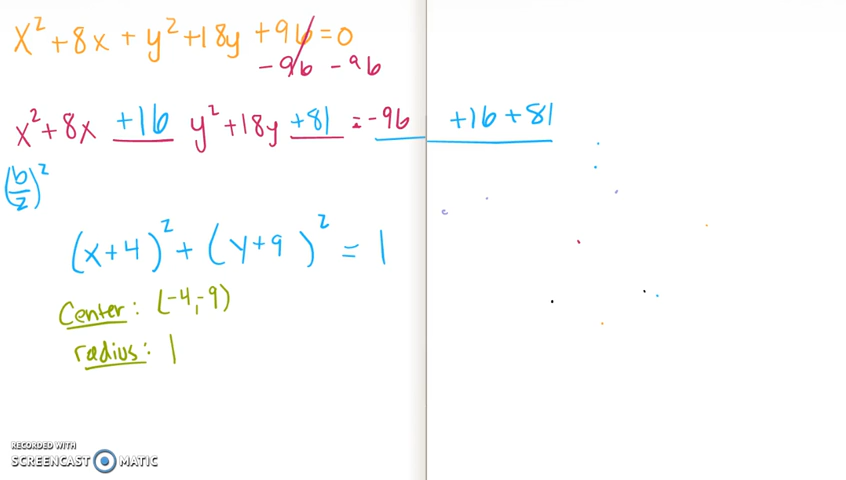 x² + 8x + y² + 18y + 96 = 0
- 96 - 96
x² + 8x +16 y² + 18y +81 = -96 +16 +81
(b/2)²
(x+4)² + (y+9)² = 1
Center: (-4,-9)
radius: 1
RECORDED WITH
SCREENCAST MATIC